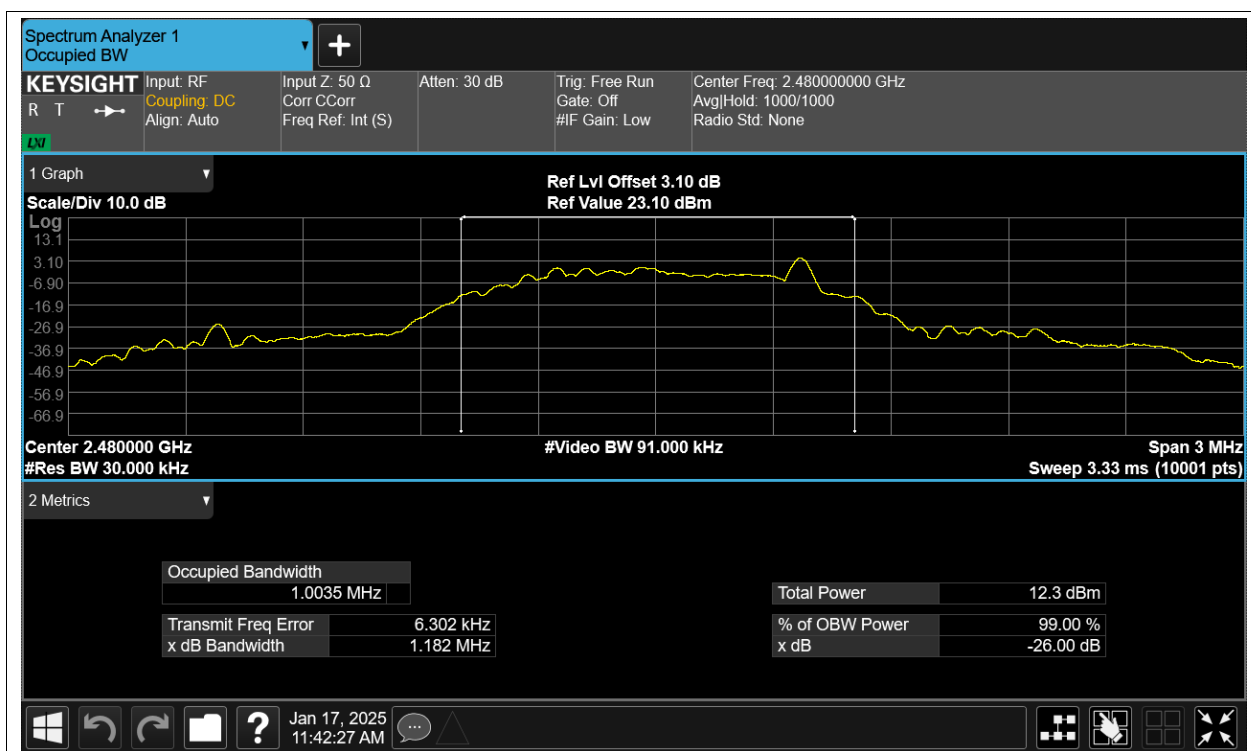 Spectrum Analyzer 1
Occupied BW
+
KEYSIGHT
R T
LXI
Input: RF
Coupling: DC
Align: Auto
Input Z: 50 Ω
Corr CCorr
Freq Ref: Int (S)
Atten: 30 dB
Trig: Free Run
Gate: Off
#IF Gain: Low
Center Freq: 2.480000000 GHz
Avg|Hold: 1000/1000
Radio Std: None
1 Graph
Scale/Div 10.0 dB
Ref Lvl Offset 3.10 dB
Ref Value 23.10 dBm
Log
13.1
3.10
-6.90
-16.9
-26.9
-36.9
-46.9
-56.9
-66.9
Center 2.480000 GHz
#Res BW 30.000 kHz
#Video BW 91.000 kHz
Span 3 MHz
Sweep 3.33 ms (10001 pts)
2 Metrics
Occupied Bandwidth
1.0035 MHz
Transmit Freq Error 6.302 kHz
x dB Bandwidth 1.182 MHz
Total Power 12.3 dBm
% of OBW Power 99.00 %
x dB -26.00 dB
?
Jan 17, 2025
11:42:27 AM